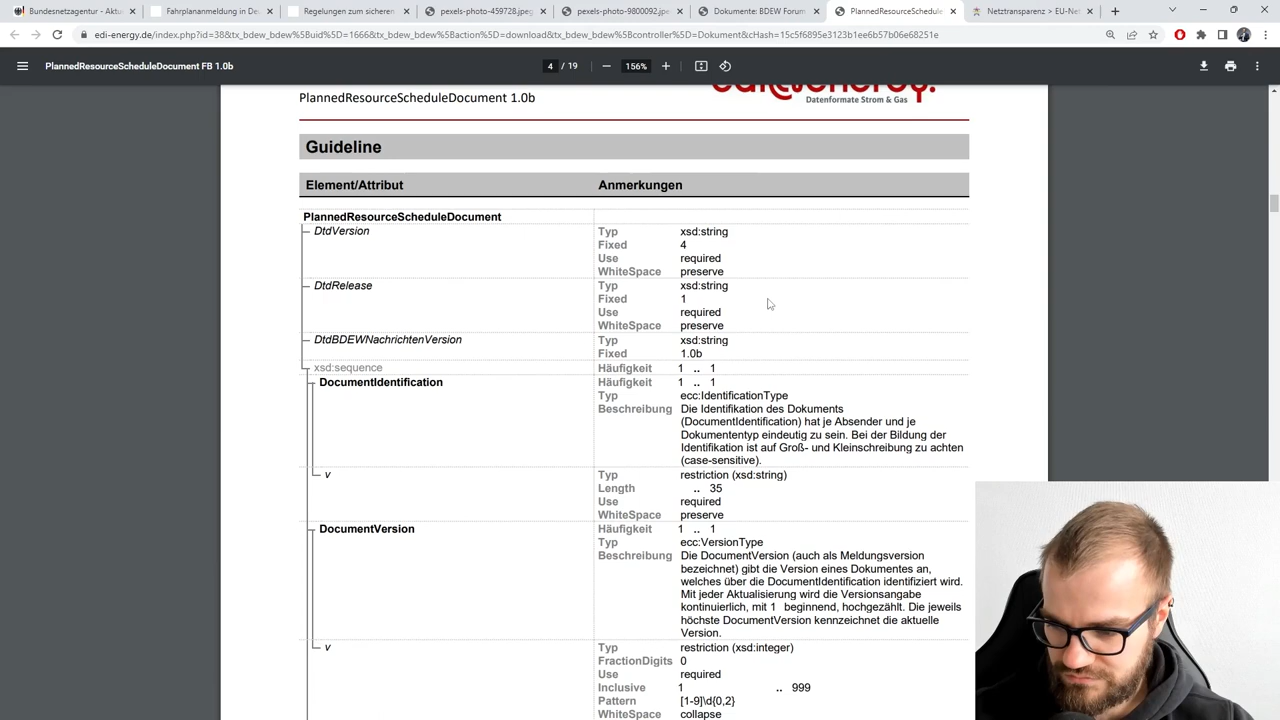 Bundesnetzagentur - Aktu
Fahrplananmeldung in De
Regelungen zum sicheren
pexels-photo-459728.jpeg
pexels-photo-9800092.jpe
Dokumente: BDEW Forum
PlannedResourceSchedule
Netztransparenz > EU-Net
edi-energy.de/index.php?id=38&tx_bdew_bdew%5Buid%5D=1666&tx_bdew_bdew%5Baction%5D=download&tx_bdew_bdew%5Bcontroller%5D=Dokument&cHash=15c5f6895e3123b1ee6b57b06e68251e
PlannedResourceScheduleDocument FB 1.0b
4 / 19
156%
PlannedResourceScheduleDocument 1.0b
Datenformate Strom & Gas
Guideline
Element/Attribut Anmerkungen
PlannedResourceScheduleDocument
DtdVersion Typ xsd:string
Fixed 4
Use required
WhiteSpace preserve
DtdRelease Typ xsd:string
Fixed 1
Use required
WhiteSpace preserve
DtdBDEWNachrichtenVersion Typ xsd:string
Fixed 1.0b
xsd:sequence Häufigkeit 1 .. 1
DocumentIdentification Häufigkeit 1 .. 1
Typ ecc:IdentificationType
Beschreibung Die Identifikation des Dokuments
(DocumentIdentification) hat je Absender und je
Dokumententyp eindeutig zu sein. Bei der Bildung der
Identifikation ist auf Groß- und Kleinschreibung zu achten
(case-sensitive).
v Typ restriction (xsd:string)
Length .. 35
Use required
WhiteSpace preserve
DocumentVersion Häufigkeit 1 .. 1
Typ ecc:VersionType
Beschreibung Die DocumentVersion (auch als Meldungsversion
bezeichnet) gibt die Version eines Dokumentes an,
welches über die DocumentIdentification identifiziert wird.
Mit jeder Aktualisierung wird die Versionsangabe
kontinuierlich, mit 1 beginnend, hochgezählt. Die jeweils
höchste DocumentVersion kennzeichnet die aktuelle
Version.
v Typ restriction (xsd:integer)
FractionDigits 0
Use required
Inclusive 1 .. 999
Pattern [1-9]\d{0,2}
WhiteSpace collapse